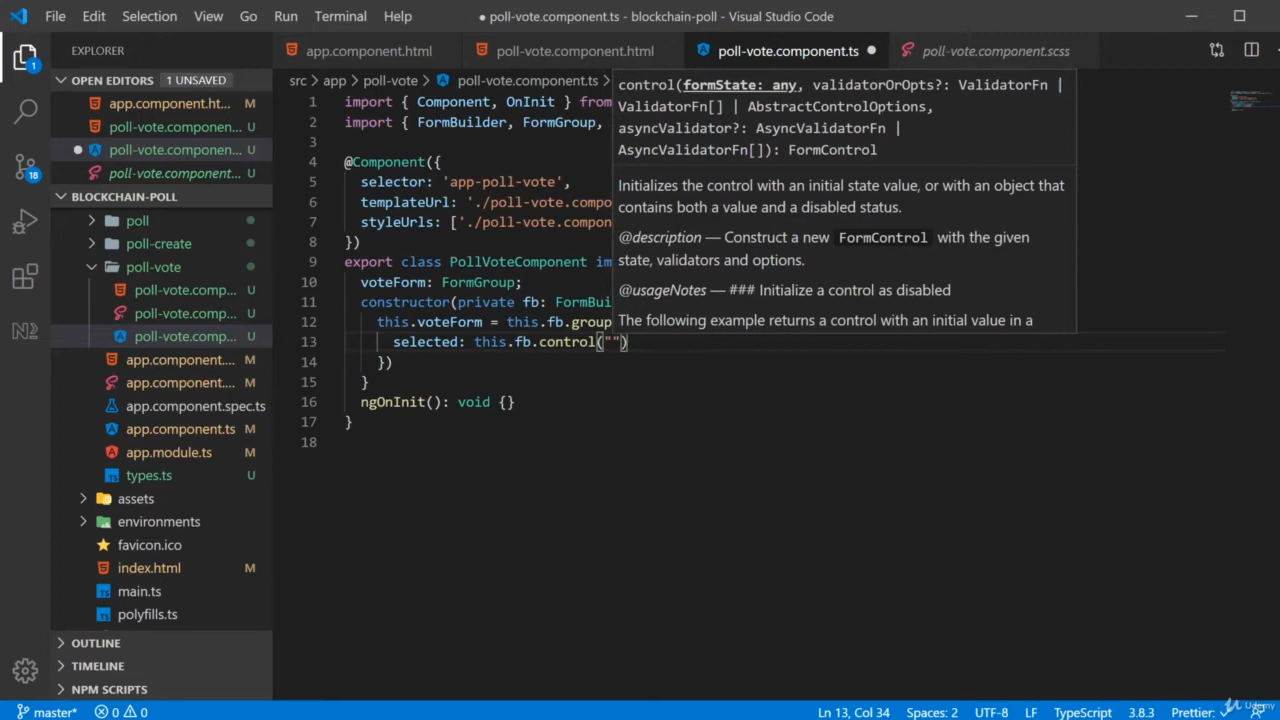 File Edit Selection View Go Run Terminal Help
● poll-vote.component.ts - blockchain-poll - Visual Studio Code
EXPLORER
app.component.html
poll-vote.component.html
poll-vote.component.ts
poll-vote.component.scss
OPEN EDITORS 1 UNSAVED
app.component.ht... M
poll-vote.componen... U
poll-vote.componen... U
poll-vote.component... U
BLOCKCHAIN-POLL
poll
poll-create
poll-vote
poll-vote.comp... U
poll-vote.comp... U
poll-vote.comp... U
app.component.... M
app.component.... M
app.component.spec.ts
app.component.ts M
app.module.ts M
types.ts U
assets
environments
favicon.ico
index.html M
main.ts
polyfills.ts
OUTLINE
TIMELINE
NPM SCRIPTS
1
18
src > app > poll-vote > poll-vote.component.ts >
1 import { Component, OnInit } from
2 import { FormBuilder, FormGroup,
3
4 @Component({
5 selector: 'app-poll-vote',
6 templateUrl: './poll-vote.compo
7 styleUrls: ['./poll-vote.compon
8 })
9 export class PollVoteComponent im
10 voteForm: FormGroup;
11 constructor(private fb: FormBui
12 this.voteForm = this.fb.group
13 selected: this.fb.control("")
14 })
15 }
16 ngOnInit(): void {}
17 }
18
control(formState: any, validatorOrOpts?: ValidatorFn |
ValidatorFn[] | AbstractControlOptions,
asyncValidator?: AsyncValidatorFn |
AsyncValidatorFn[]): FormControl
Initializes the control with an initial state value, or with an object that
contains both a value and a disabled status.
@description — Construct a new FormControl with the given
state, validators and options.
@usageNotes — ### Initialize a control as disabled
The following example returns a control with an initial value in a
master* 0 0 Ln 13, Col 34 Spaces: 2 UTF-8 LF TypeScript 3.8.3 Prettier:
Udemy